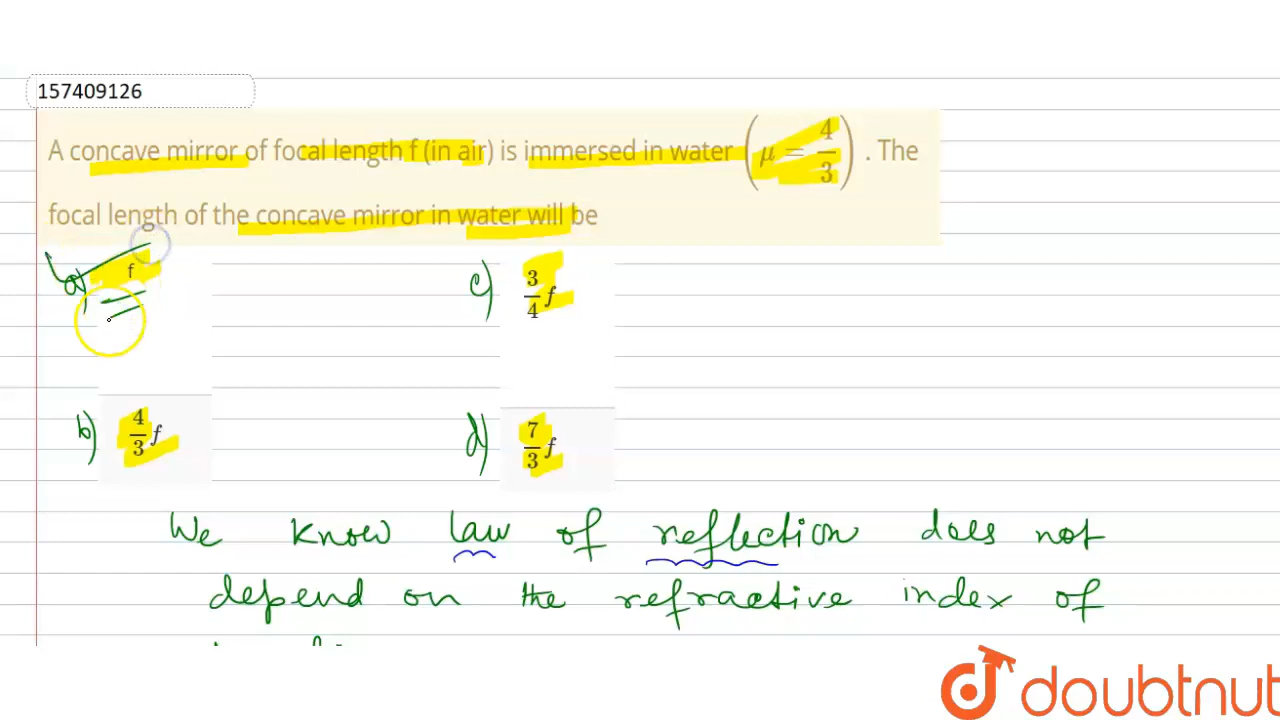 157409126
A concave mirror of focal length f (in air) is immersed in water (μ = 4/3) . The
focal length of the concave mirror in water will be
a) f
c) 3/4 f
b) 4/3 f
d) 7/3 f
We know law of reflection does not
depend on the refractive index of
doubtnut